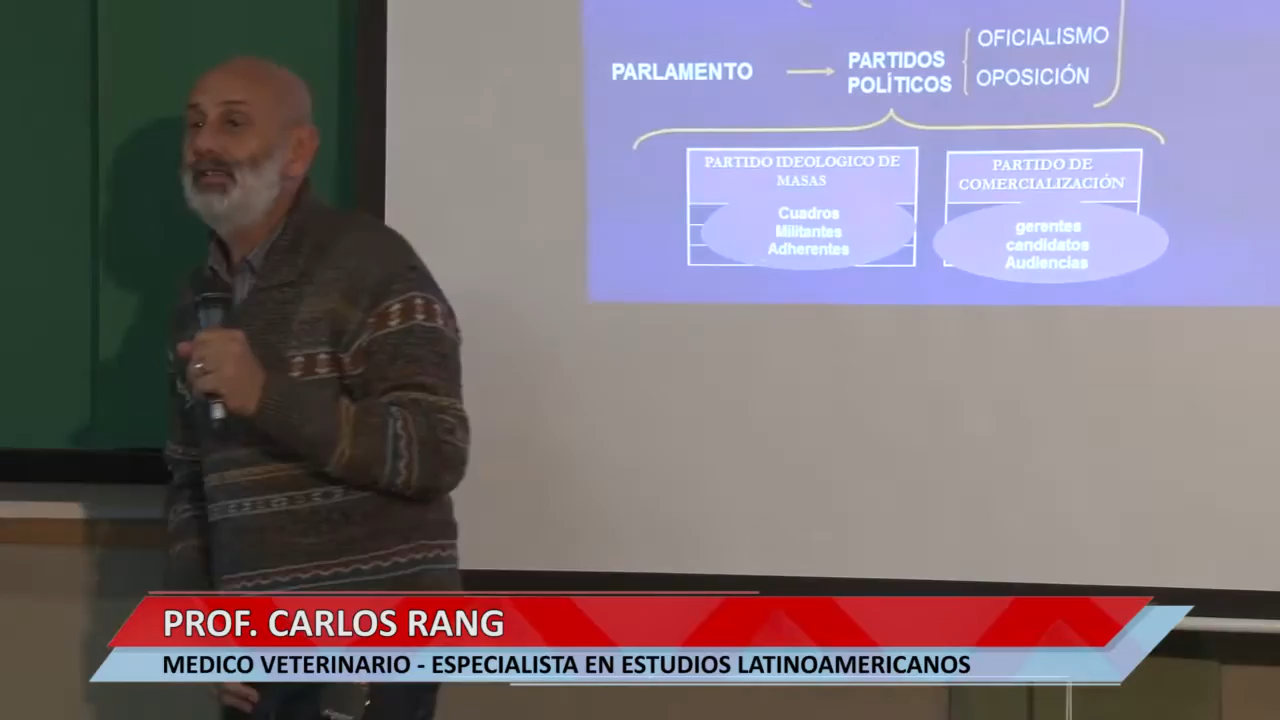 OFICIALISMO
PARLAMENTO
PARTIDOS
POLÍTICOS
OPOSICIÓN
PARTIDO IDEOLOGICO DE
MASAS
Cuadros
Militantes
Adherentes
PARTIDO DE
COMERCIALIZACIÓN
gerentes
candidatos
Audiencias
PROF. CARLOS RANG
MEDICO VETERINARIO - ESPECIALISTA EN ESTUDIOS LATINOAMERICANOS